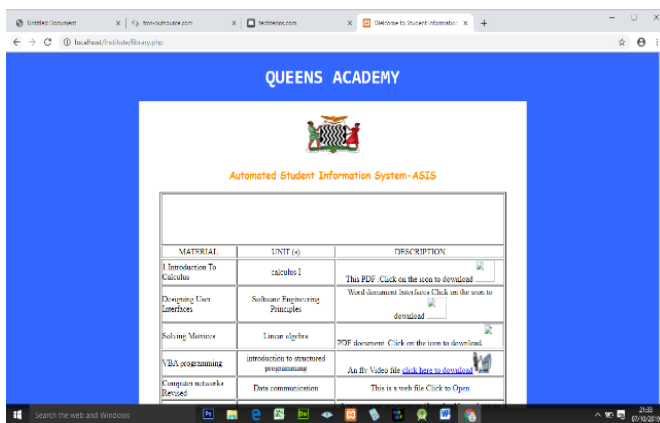 Untitled Document
tms-outsource.com
techterms.com
Welcome to Student Information
localhost/Institute/library.php
QUEENS ACADEMY
Automated Student Information System-ASIS
MATERIAL UNIT (s) DESCRIPTION
1 Introduction To Calculus calculus I This PDF .Click on the icon to download
Designing User Interfaces Software Engineering Principles Word document Interfaces Click on the icon to download
Solving Matrices Linear algebra PDF document .Click on the icon to download
VBA programming introduction to structured programming An flv Video file click here to download
Computer networks Revised Data communication This is a web file Click to Open
Search the web and Windows
21:33
07/10/2019